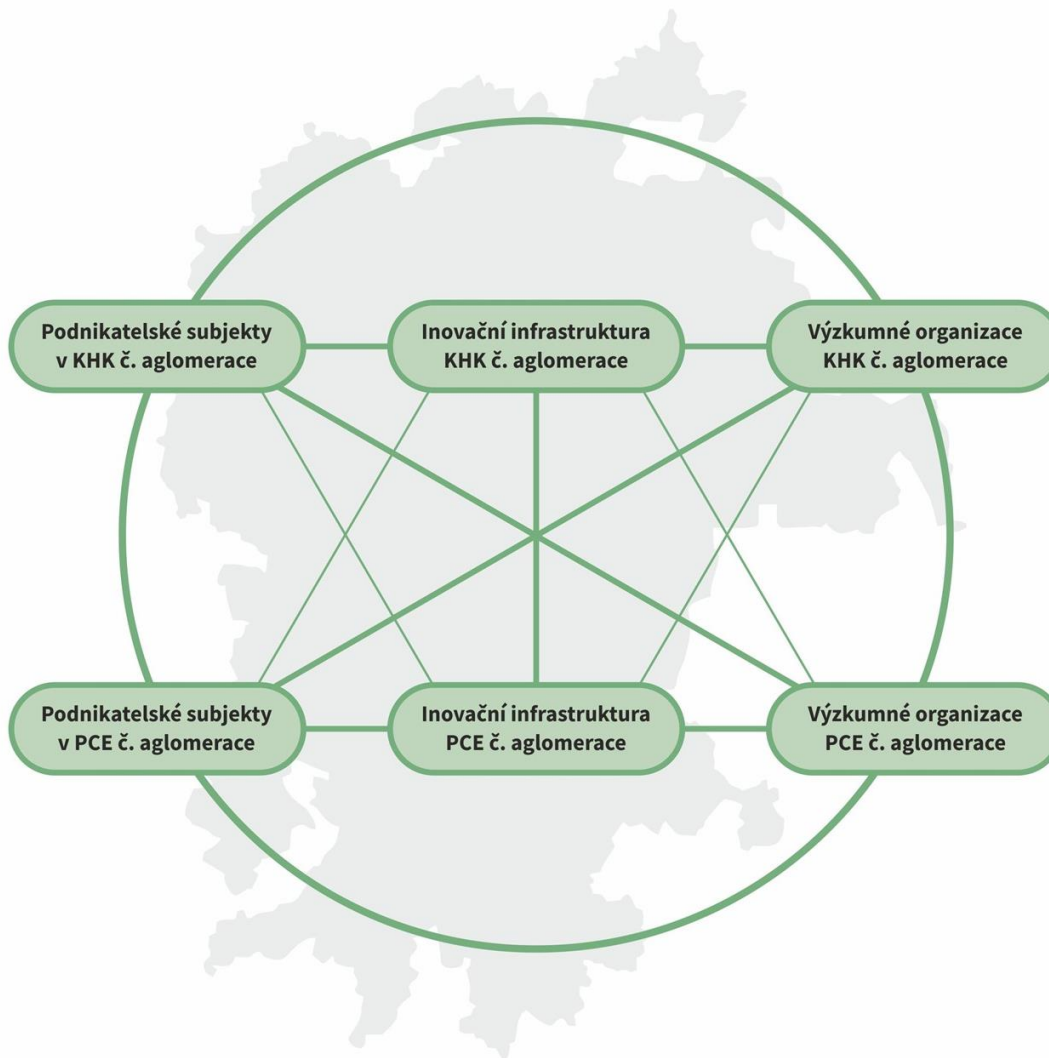 Podnikatelské subjekty
v KHK č. aglomerace
Inovační infrastruktura
KHK č. aglomerace
Výzkumné organizace
KHK č. aglomerace
Podnikatelské subjekty
v PCE č. aglomerace
Inovační infrastruktura
PCE č. aglomerace
Výzkumné organizace
PCE č. aglomerace